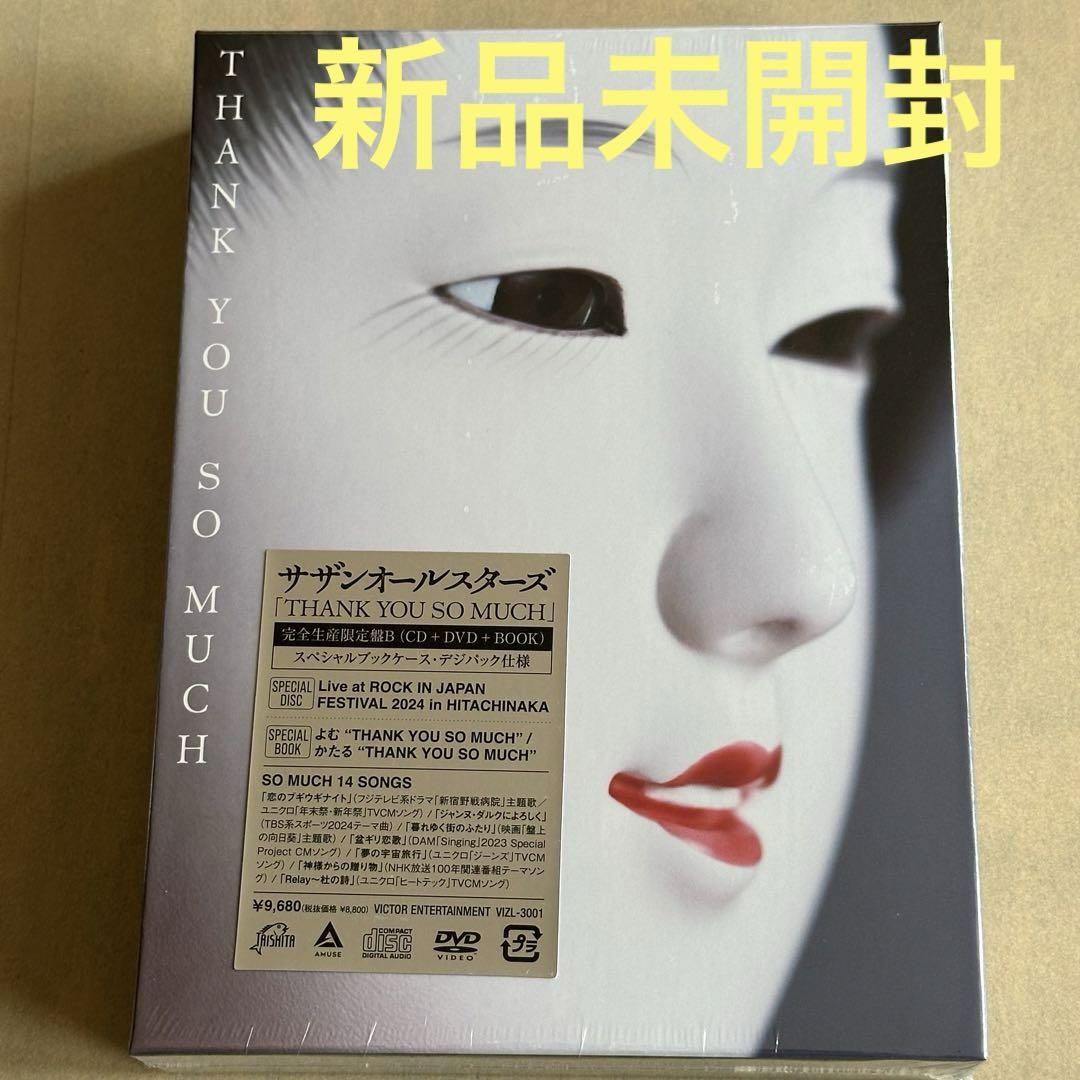 新品未開封
THANK YOU SO MUCH
サザンオールスターズ
「THANK YOU SO MUCH」
完全生産限定盤B(CD+DVD+BOOK)
スペシャルブックケース・デジパック仕様
SPECIAL DISC
Live at ROCK IN JAPAN
FESTIVAL 2024 in HITACHINAKA
SPECIAL BOOK
よむ “THANK YOU SO MUCH” /
かたる “THANK YOU SO MUCH”
SO MUCH 14 SONGS
「恋のブギウギナイト」(フジテレビ系ドラマ「新宿野戦病院」主題歌/
ユニクロ「年末祭・新年祭」TVCMソング) /「ジャンヌ・ダルクによろしく」
(TBS系スポーツ2024テーマ曲) /「暮れゆく街のふたり」(映画「盤上
の向日葵」主題歌) /「盆ギリ恋歌」(DAM「Singing」2023 Special
Project CMソング) /「夢の宇宙旅行」(ユニクロ「ジーンズ」TVCM
ソング) /「神様からの贈り物」(NHK放送100年関連番組テーマソン
グ) /「Relay〜杜の詩」(ユニクロ「ヒートテック」TVCMソング)
¥9,680(税抜価格 ¥8,800) VICTOR ENTERTAINMENT VIZL-3001
TAISHITA
AMUSE
COMPACT disc DIGITAL AUDIO
DVD VIDEO
プラ